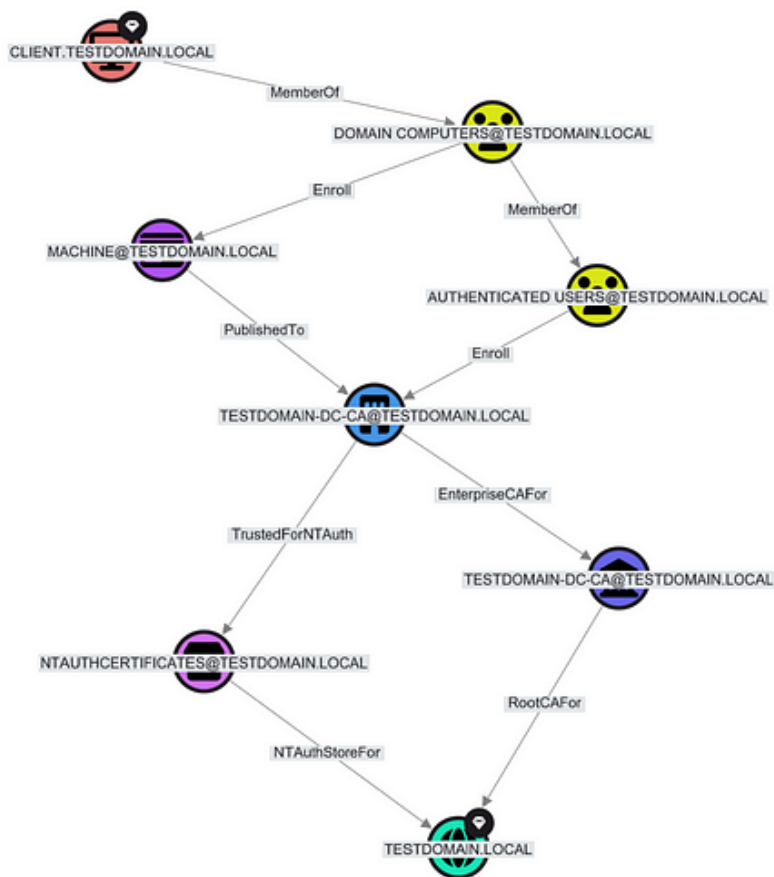 CLIENT.TESTDOMAIN.LOCAL
MemberOf
DOMAIN COMPUTERS@TESTDOMAIN.LOCAL
Enroll
MemberOf
MACHINE@TESTDOMAIN.LOCAL
AUTHENTICATED USERS@TESTDOMAIN.LOCAL
PublishedTo
Enroll
TESTDOMAIN-DC-CA@TESTDOMAIN.LOCAL
EnterpriseCAFor
TrustedForNTAuth
TESTDOMAIN-DC-CA@TESTDOMAIN.LOCAL
NTAUTHCERTIFICATES@TESTDOMAIN.LOCAL
RootCAFor
NTAuthStoreFor
TESTDOMAIN.LOCAL